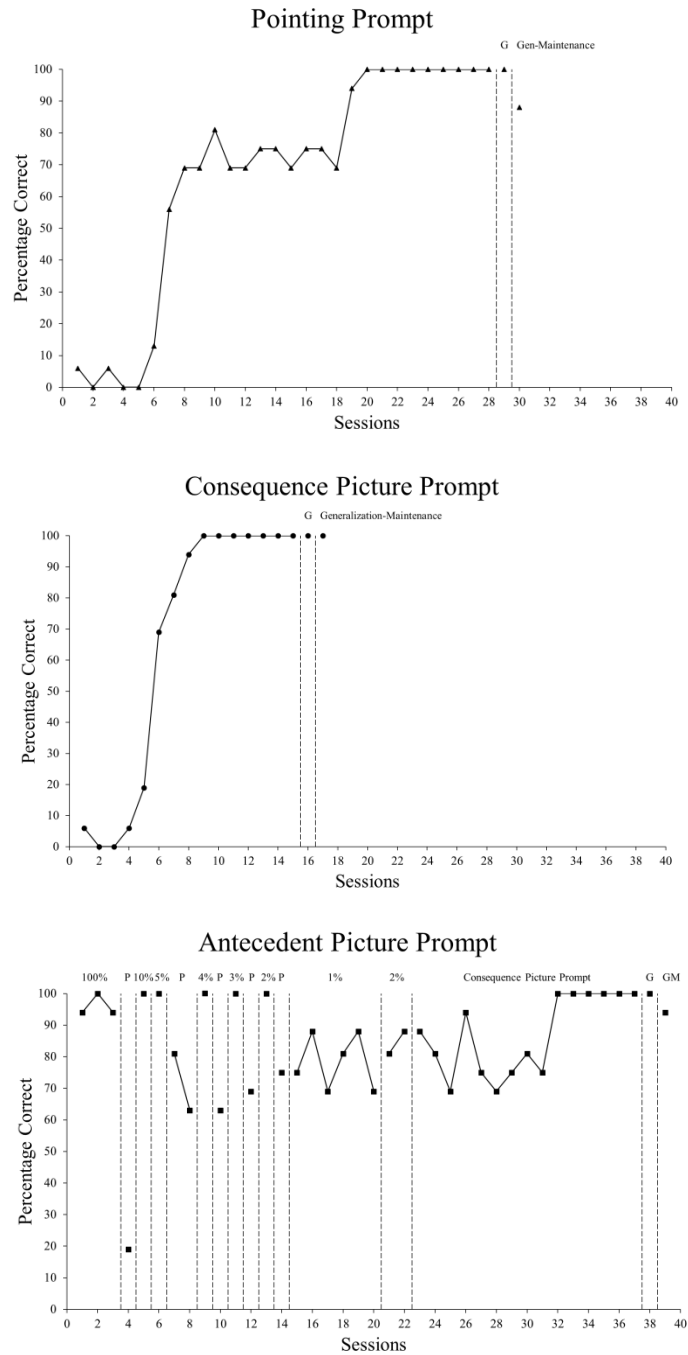 Pointing Prompt
G Gen-Maintenance
100
90
80
70
60
50
40
30
20
10
0
Percentage Correct
0 2 4 6 8 10 12 14 16 18 20 22 24 26 28 30 32 34 36 38 40
Sessions
Consequence Picture Prompt
G Generalization-Maintenance
100
90
80
70
60
50
40
30
20
10
0
Percentage Correct
0 2 4 6 8 10 12 14 16 18 20 22 24 26 28 30 32 34 36 38 40
Sessions
Antecedent Picture Prompt
100% P 10% 5% P 4% P 3% P 2% P 1% 2% Consequence Picture Prompt G GM
100
90
80
70
60
50
40
30
20
10
0
Percentage Correct
0 2 4 6 8 10 12 14 16 18 20 22 24 26 28 30 32 34 36 38 40
Sessions